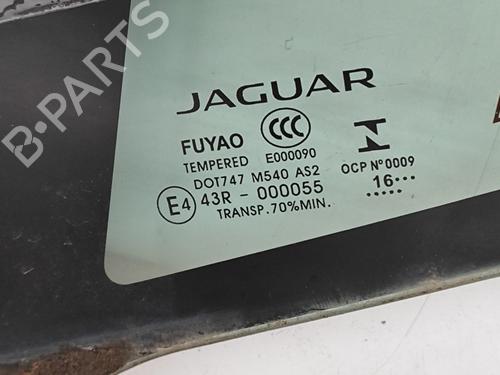 JAGUAR
FUYAO
CCC
TEMPERED E000090
DOT747 M540 AS2
E4 43R - 000055
TRANSP.70%MIN.
OCP Nº0009
16•••
•••••
B-PARTS